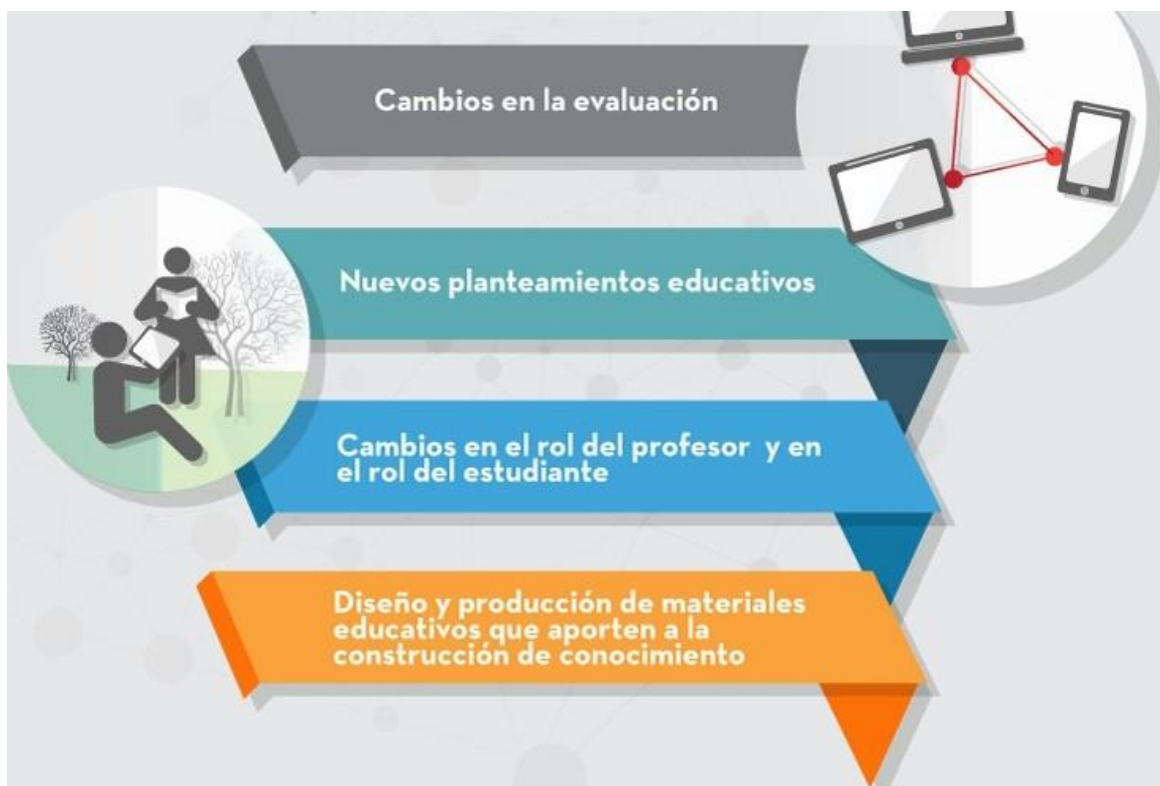 Cambios en la evaluación
Nuevos planteamientos educativos
Cambios en el rol del profesor y en
el rol del estudiante
Diseño y producción de materiales
educativos que aporten a la
construcción de conocimiento